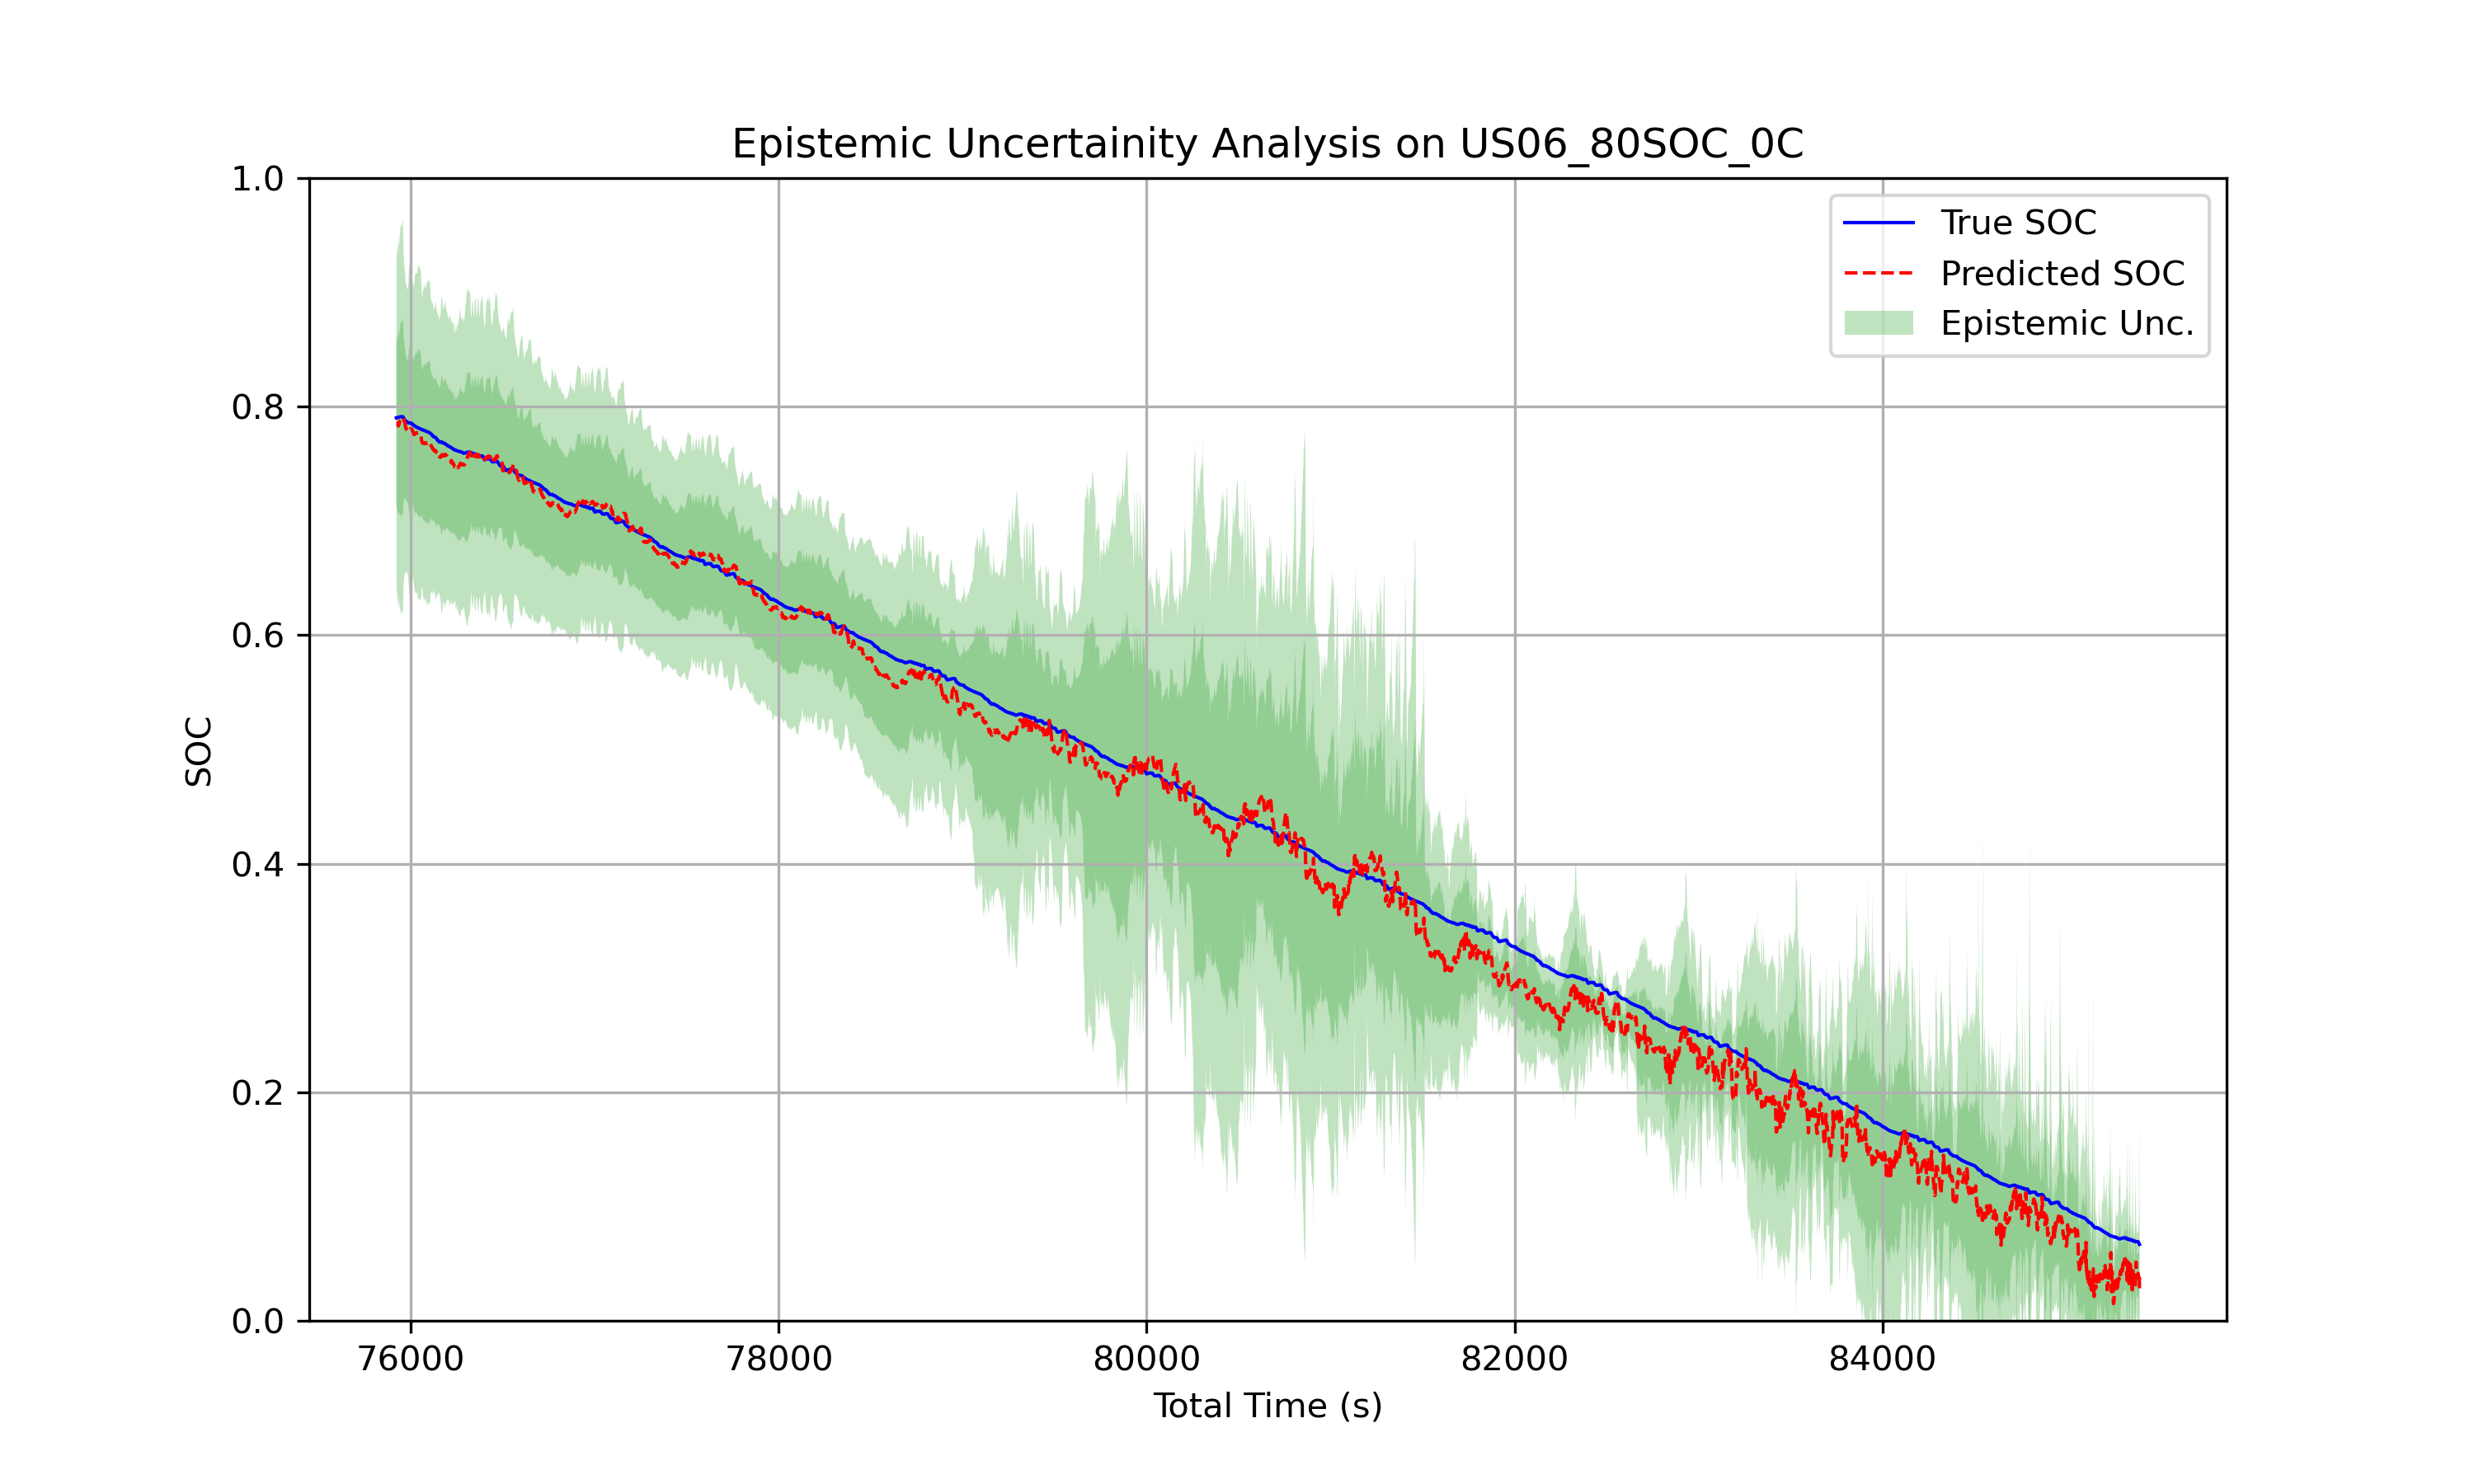 Epistemic Uncertainity Analysis on US06_80SOC_0C
True SOC
Predicted SOC
Epistemic Unc.
SOC
1.0
0.8
0.6
0.4
0.2
0.0
76000 78000 80000 82000 84000
Total Time (s)